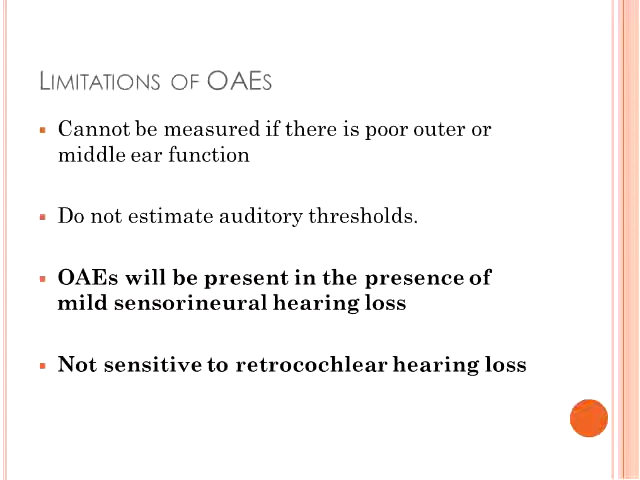 LIMITATIONS OF OAES
Cannot be measured if there is poor outer or
middle ear function
Do not estimate auditory thresholds.
OAEs will be present in the presence of
mild sensorineural hearing loss
Not sensitive to retrocochlear hearing loss